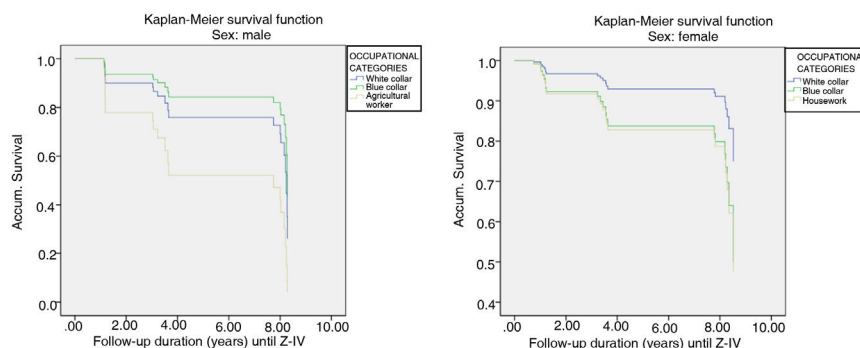 Kaplan-Meier survival function
Sex: male
Accum. Survival
1.0
0.8
0.6
0.4
0.2
0.0
.00
2.00
4.00
6.00
8.00
10.00
Follow-up duration (years) until Z-IV
OCCUPATIONAL
CATEGORIES
White collar
Blue collar
Agricultural
worker
Kaplan-Meier survival function
Sex: female
Accum. Survival
1.0
0.9
0.8
0.7
0.6
0.5
0.4
.00
2.00
4.00
6.00
8.00
10.00
Follow-up duration (years) until Z-IV
OCCUPATIONAL
CATEGORIES
White collar
Blue collar
Housework